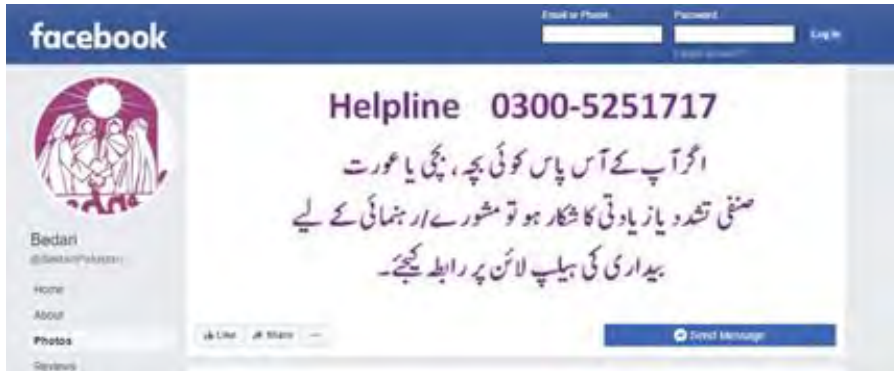 facebook
Email or Phone
Password
Log In
Helpline 0300-5251717
اگر آپ کے آس پاس کوئی بچہ، بچی یا عورت
صنفی تشدد یا زیادتی کا شکار ہو تو مشورے/رہنمائی کے لیے
بیداری کی ہیلپ لائن پر رابطہ کیجئے۔
Bedari
Home
About
Photos
Reviews
Like Share
Send Message